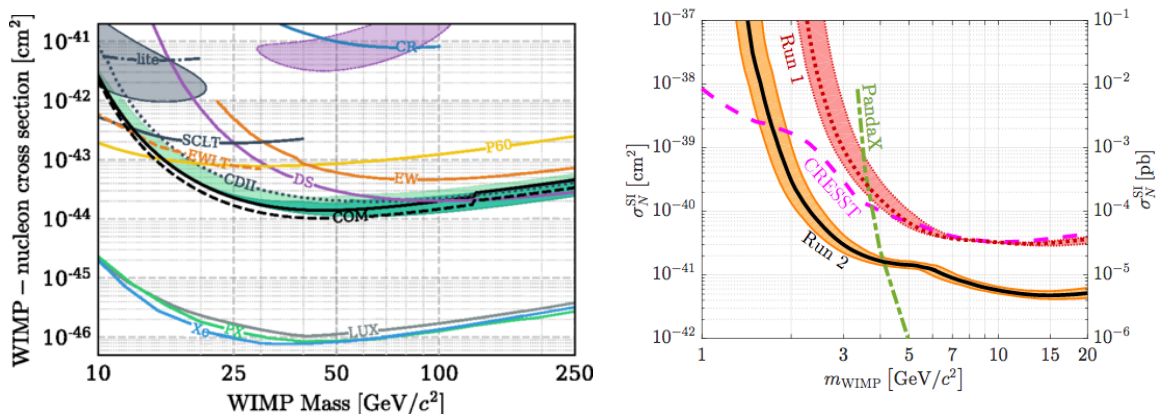 WIMP − nucleon cross section [cm²]
10⁻⁴¹
10⁻⁴²
10⁻⁴³
10⁻⁴⁴
10⁻⁴⁵
10⁻⁴⁶
lite
CR
SCLT
EWLT
CDII
DS
P60
EW
COM
Xe
PX
LUX
10 25 50 100 250
WIMP Mass [GeV/c²]
σ_N^SI [cm²]
10⁻³⁷
10⁻³⁸
10⁻³⁹
10⁻⁴⁰
10⁻⁴¹
10⁻⁴²
Run 1
PandaX
CRESST
Run 2
10⁻¹
10⁻²
10⁻³
10⁻⁴
10⁻⁵
10⁻⁶
σ_N^SI [pb]
1 2 3 5 7 10 15 20
m_WIMP [GeV/c²]